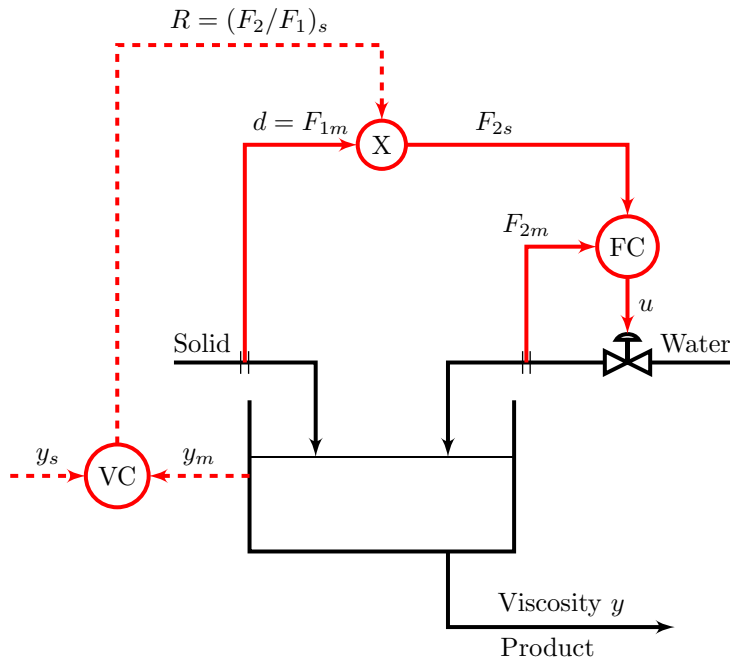 R = (F₂/F₁)ₛ
d = F₁ₘ
X
F₂ₛ
F₂ₘ
FC
u
Solid
Water
yₛ
VC
yₘ
Viscosity y
Product